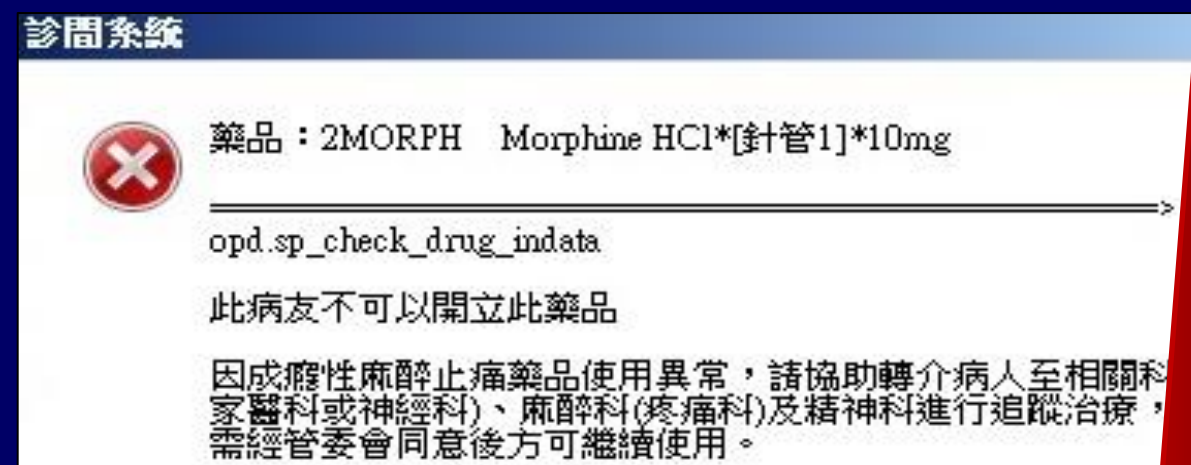 診間系統
藥品：2MORPH Morphine HCl*[針管1]*10mg
opd.sp_check_drug_indata
此病友不可以開立此藥品
因成癮性麻醉止痛藥品使用異常，請協助轉介病人至相關科
家醫科或神經科)、麻醉科(疼痛科)及精神科進行追蹤治療，
需經管委會同意後方可繼續使用。